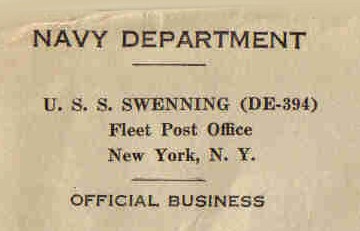 NAVY DEPARTMENT
U. S. S. SWENNING (DE-394)
Fleet Post Office
New York, N. Y.
OFFICIAL BUSINESS